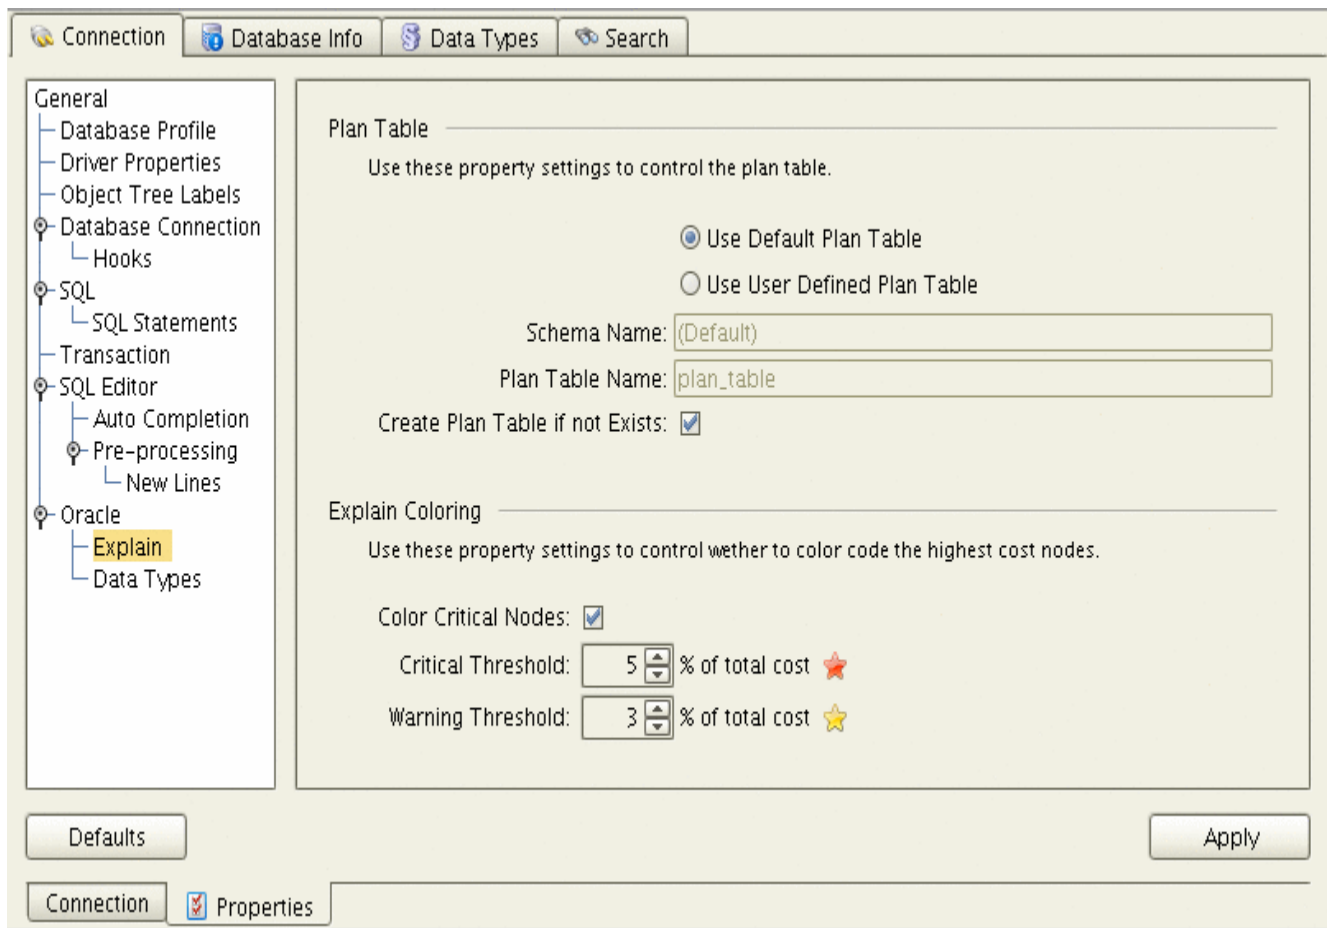 Connection Database Info Data Types Search
General
Database Profile
Driver Properties
Object Tree Labels
Database Connection
Hooks
SQL
SQL Statements
Transaction
SQL Editor
Auto Completion
Pre-processing
New Lines
Oracle
Explain
Data Types
Plan Table
Use these property settings to control the plan table.
Use Default Plan Table
Use User Defined Plan Table
Schema Name: (Default)
Plan Table Name: plan_table
Create Plan Table if not Exists:
Explain Coloring
Use these property settings to control wether to color code the highest cost nodes.
Color Critical Nodes:
Critical Threshold: 5 % of total cost
Warning Threshold: 3 % of total cost
Defaults Apply
Connection Properties